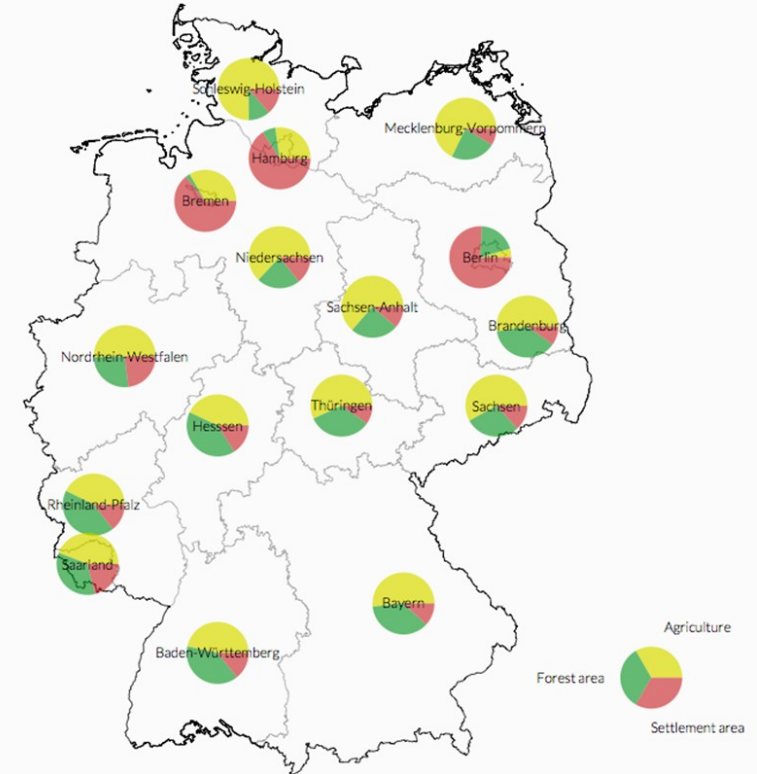 Schleswig-Holstein
Mecklenburg-Vorpommern
Hamburg
Bremen
Niedersachsen
Berlin
Sachsen-Anhalt
Brandenburg
Nordrhein-Westfalen
Thüringen
Sachsen
Hesssen
Rheinland-Pfalz
Saarland
Bayern
Baden-Württemberg
Agriculture
Forest area
Settlement area